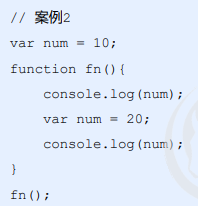 // 案例2
var num = 10;
function fn(){
    console.log(num);
    var num = 20;
    console.log(num);
}
fn();